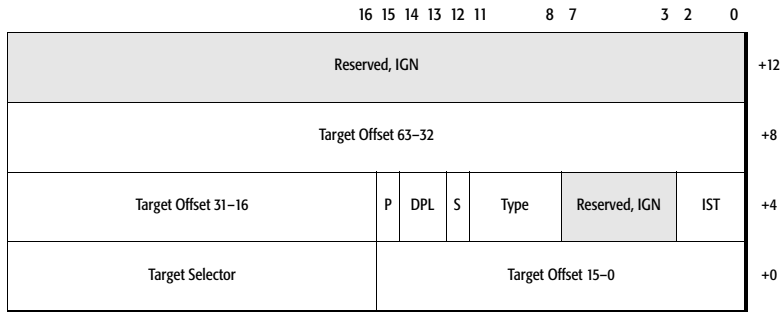 16 15 14 13 12 11 8 7 3 2 0
Reserved, IGN +12
Target Offset 63–32 +8
Target Offset 31–16 P DPL S Type Reserved, IGN IST +4
Target Selector Target Offset 15–0 +0